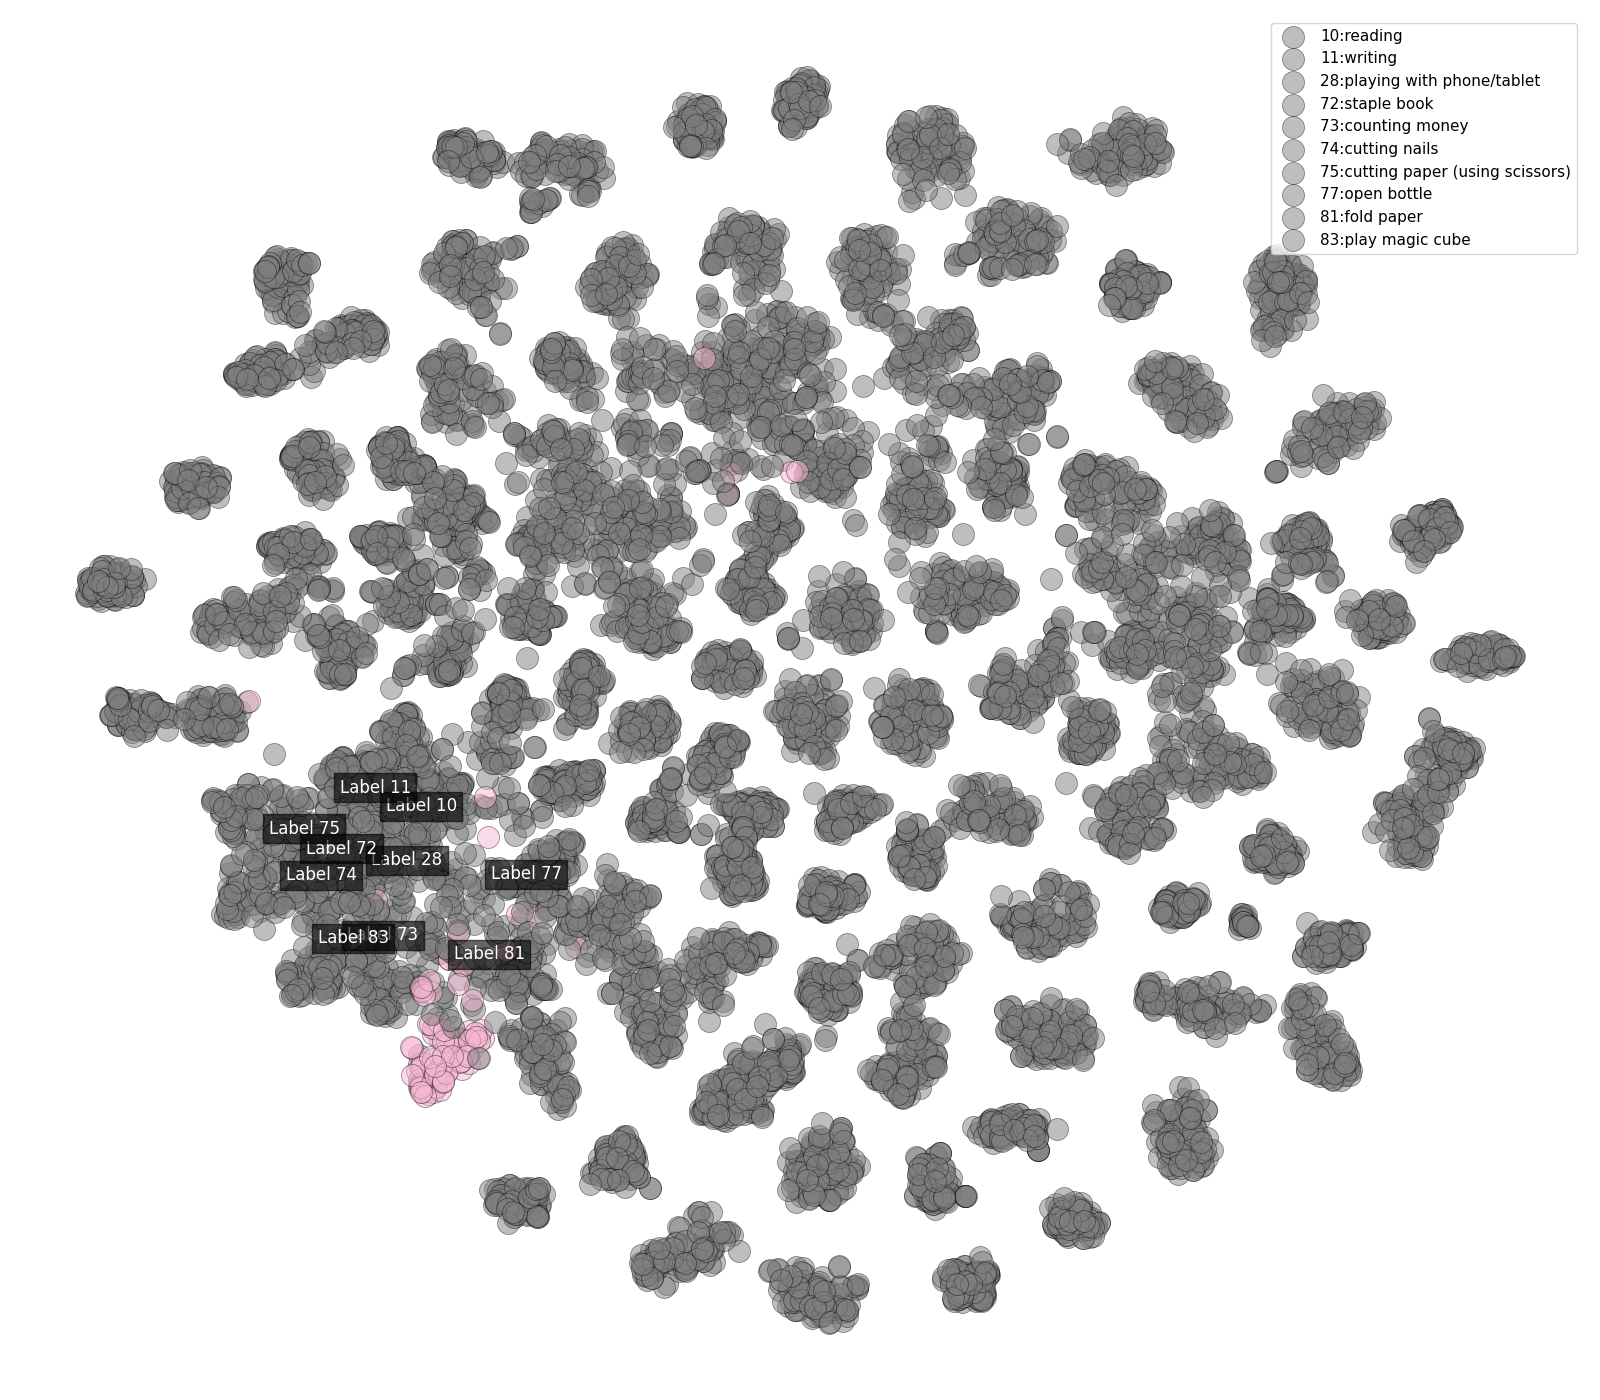 10:reading
11:writing
28:playing with phone/tablet
72:staple book
73:counting money
74:cutting nails
75:cutting paper (using scissors)
77:open bottle
81:fold paper
83:play magic cube
Label 11
Label 10
Label 75
Label 72
Label 28
Label 74
Label 77
Label 83
73
Label 81